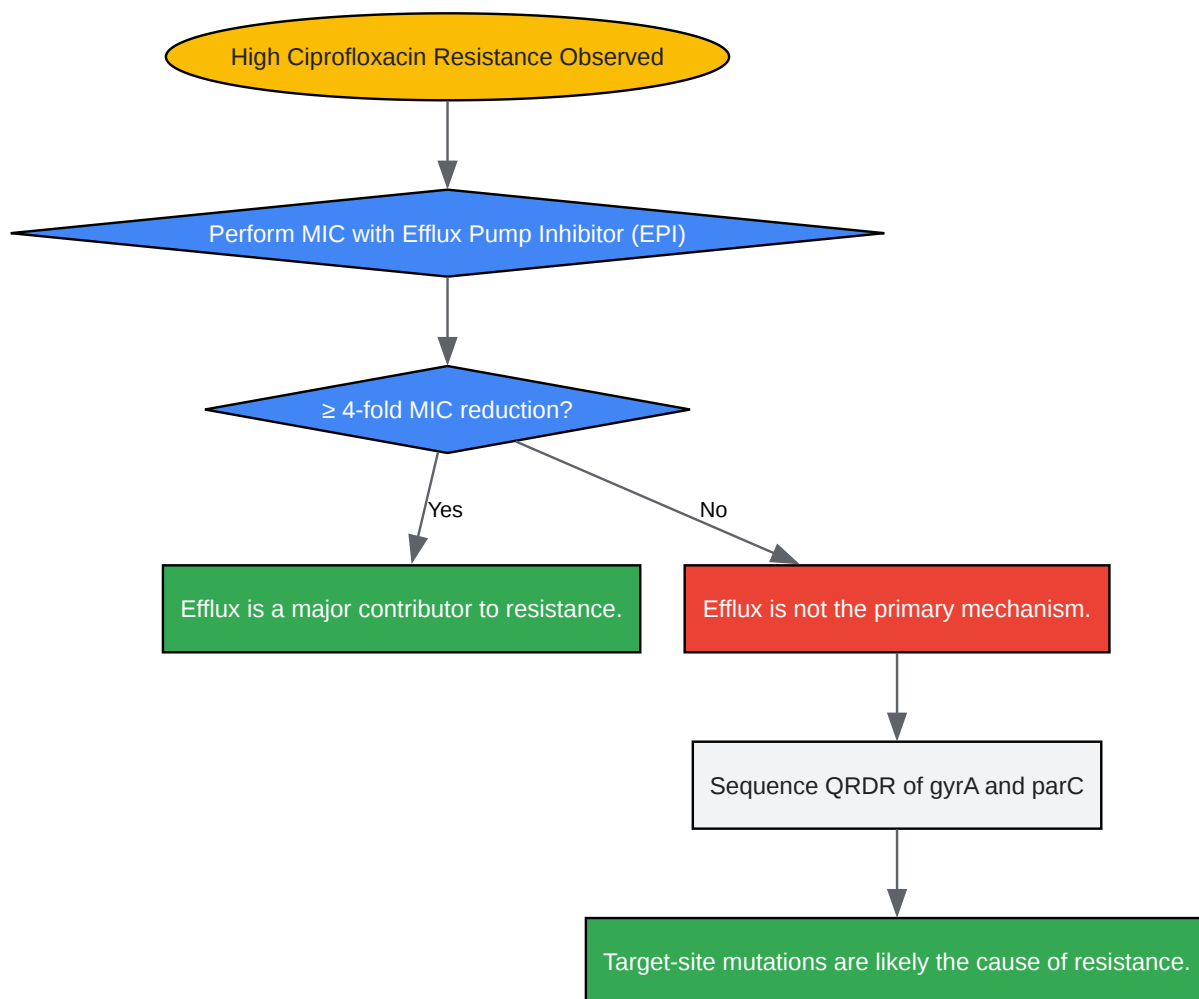 High Ciprofloxacin Resistance Observed
Perform MIC with Efflux Pump Inhibitor (EPI)
≥ 4-fold MIC reduction?
Yes
No
Efflux is a major contributor to resistance.
Efflux is not the primary mechanism.
Sequence QRDR of gyrA and parC
Target-site mutations are likely the cause of resistance.